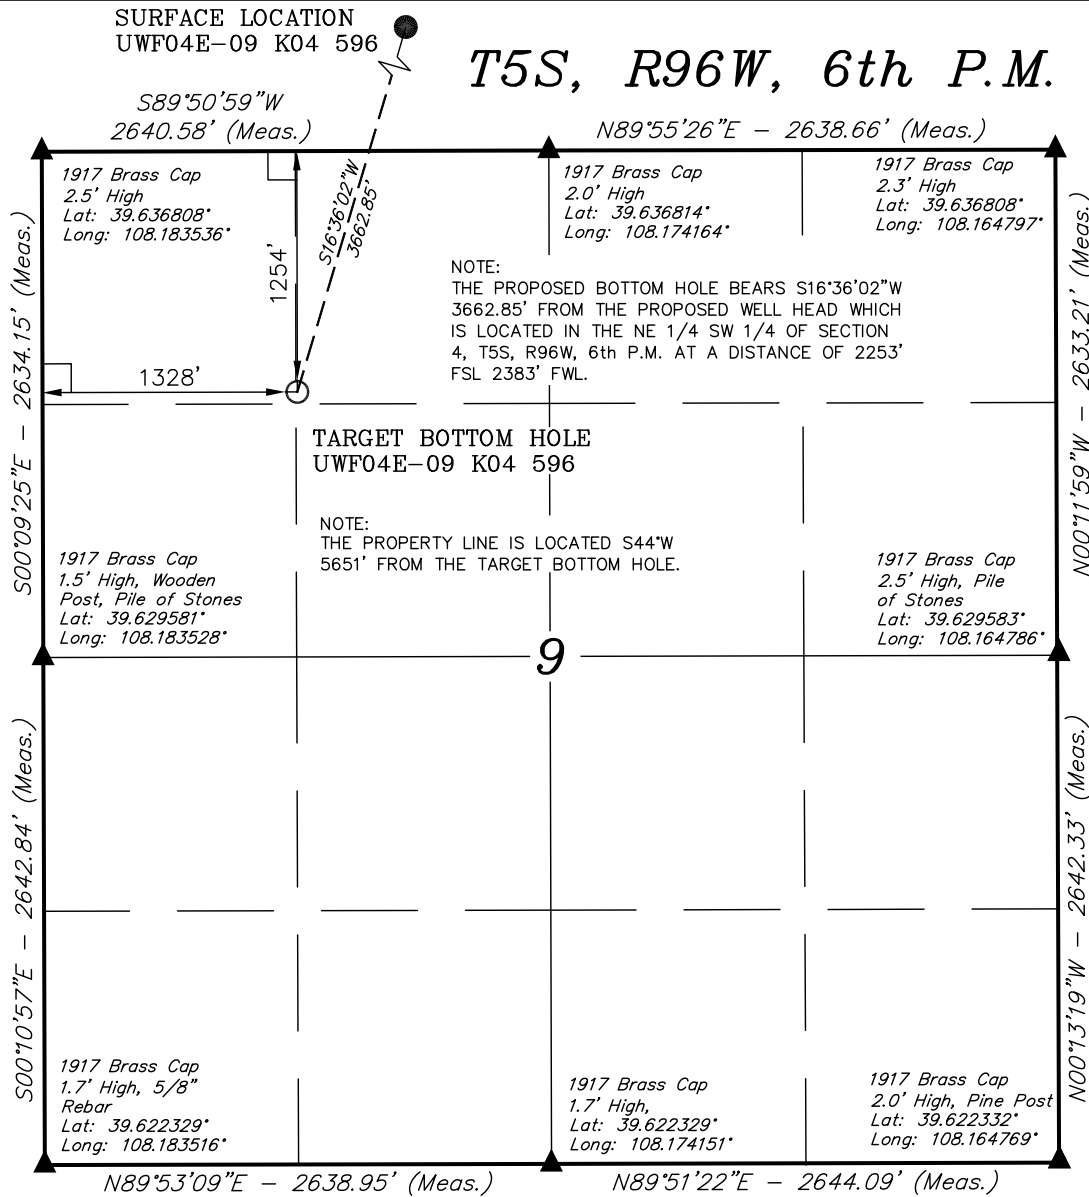 SURFACE LOCATION
UWF04E-09 K04 596
T5S, R96W, 6th P.M.
S89°50'59"W
2640.58' (Meas.)
N89°55'26"E - 2638.66' (Meas.)
1917 Brass Cap
2.5' High
Lat: 39.636808°
Long: 108.183536°
S16°36'02"W
3662.85'
1917 Brass Cap
2.0' High
Lat: 39.636814°
Long: 108.174164°
1917 Brass Cap
2.3' High
Lat: 39.636808°
Long: 108.164797°
1254'
NOTE:
THE PROPOSED BOTTOM HOLE BEARS S16°36'02"W
3662.85' FROM THE PROPOSED WELL HEAD WHICH
IS LOCATED IN THE NE 1/4 SW 1/4 OF SECTION
4, T5S, R96W, 6th P.M. AT A DISTANCE OF 2253'
FSL 2383' FWL.
1328'
S00°09'25"E - 2634.15' (Meas.)
N00°11'59"W - 2633.21' (Meas.)
TARGET BOTTOM HOLE
UWF04E-09 K04 596
NOTE:
THE PROPERTY LINE IS LOCATED S44°W
5651' FROM THE TARGET BOTTOM HOLE.
1917 Brass Cap
1.5' High, Wooden
Post, Pile of Stones
Lat: 39.629581°
Long: 108.183528°
1917 Brass Cap
2.5' High, Pile
of Stones
Lat: 39.629583°
Long: 108.164786°
9
S00°10'57"E - 2642.84' (Meas.)
N00°13'19"W - 2642.33' (Meas.)
1917 Brass Cap
1.7' High, 5/8"
Rebar
Lat: 39.622329°
Long: 108.183516°
1917 Brass Cap
1.7' High,
Lat: 39.622329°
Long: 108.174151°
1917 Brass Cap
2.0' High, Pine Post
Lat: 39.622332°
Long: 108.164769°
N89°53'09"E - 2638.95' (Meas.)
N89°51'22"E - 2644.09' (Meas.)